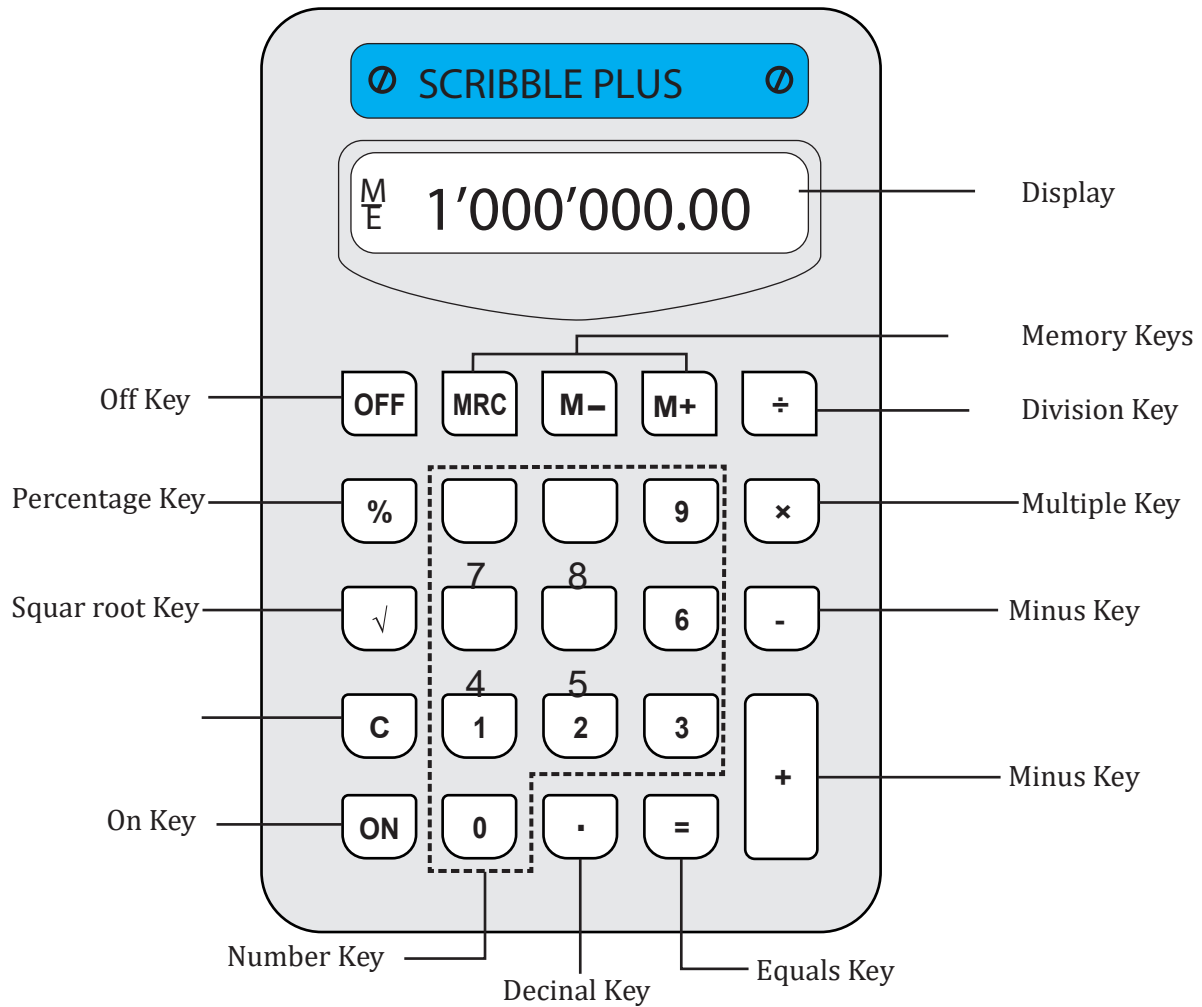 SCRIBBLE PLUS
M
E
1’000’000.00
Display
Memory Keys
Off Key
OFF
MRC
M–
M+
÷
Division Key
Percentage Key
%
9
×
Multiple Key
7
8
Squar root Key
√
6
-
Minus Key
4
5
C
1
2
3
+
Minus Key
On Key
ON
0
.
=
Number Key
Decinal Key
Equals Key